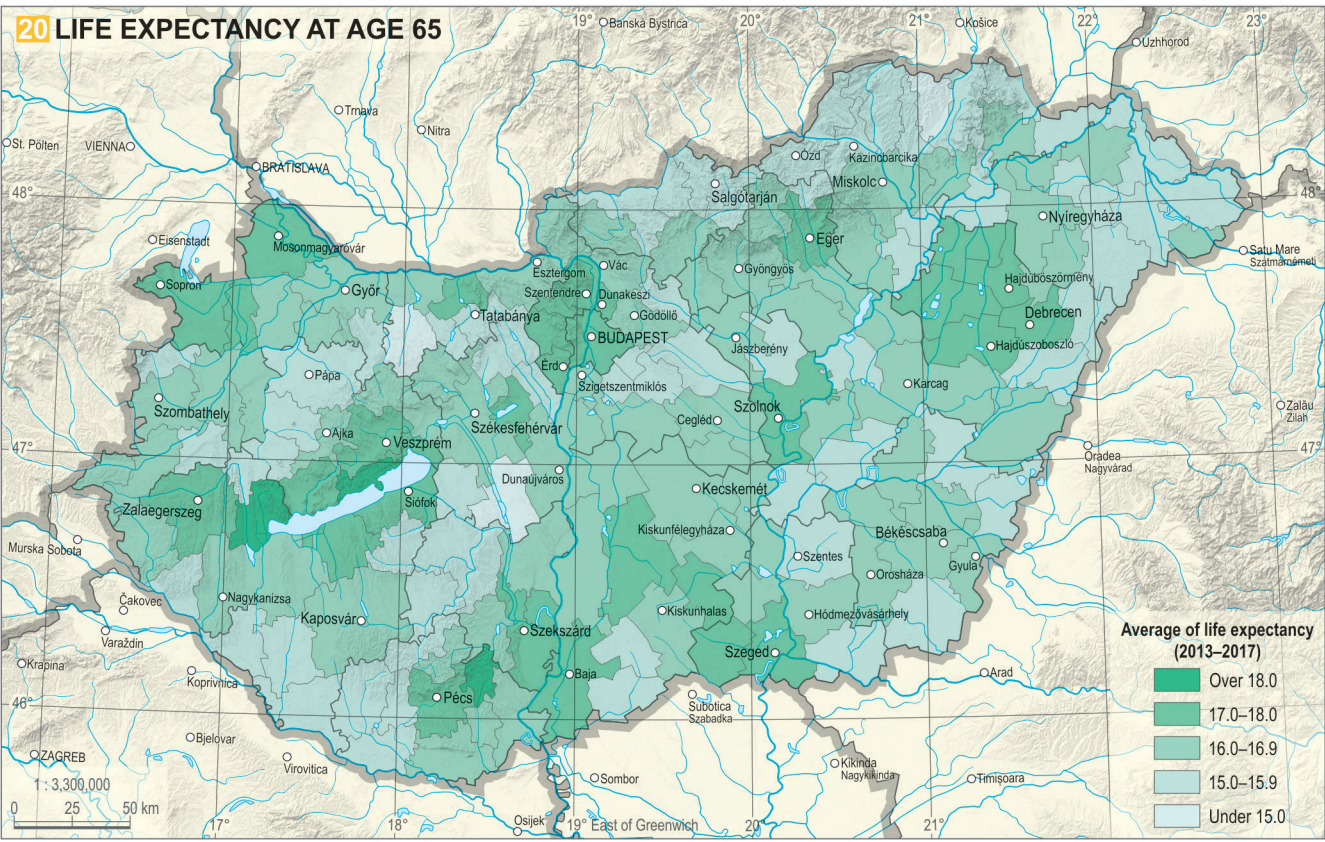 20 LIFE EXPECTANCY AT AGE 65
19°
20°
21°
22°
23°
Banská Bystrica
Košice
Uzhhorod
Trnava
Nitra
St. Pölten
VIENNA
BRATISLAVA
Ózd
Kazincbarcika
Miskolc
48°
48°
Salgótarján
Nyíregyháza
Eisenstadt
Mosonmagyaróvár
Eger
Satu Mare
Szatmárnémeti
Sopron
Győr
Esztergom
Vác
Gyöngyös
Hajdúböszörmény
Szentendre
Dunakeszi
Tatabánya
Gödöllő
Debrecen
BUDAPEST
Jászberény
Hajdúszoboszló
Pápa
Érd
Szigetszentmiklós
Karcag
Szombathely
Szolnok
Cegléd
Zalău
Zilah
Ajka
Veszprém
Székesfehérvár
47°
47°
Oradea
Nagyvárad
Dunaújváros
Kecskemét
Siófok
Zalaegerszeg
Kiskunfélegyháza
Békéscsaba
Murska Sobota
Szentes
Gyula
Orosháza
Čakovec
Nagykanizsa
Kaposvár
Kiskunhalas
Hódmezővásárhely
Varaždin
Szekszárd
Krapina
Koprivnica
Szeged
Baja
Arad
Pécs
Subotica
Szabadka
46°
Bjelovar
ZAGREB
Virovitica
Sombor
Kikinda
Nagykikinda
Timişoara
Osijek
1 : 3,300,000
0 25 50 km
17°
18°
19° East of Greenwich
20°
21°
Average of life expectancy
(2013–2017)
Over 18.0
17.0–18.0
16.0–16.9
15.0–15.9
Under 15.0